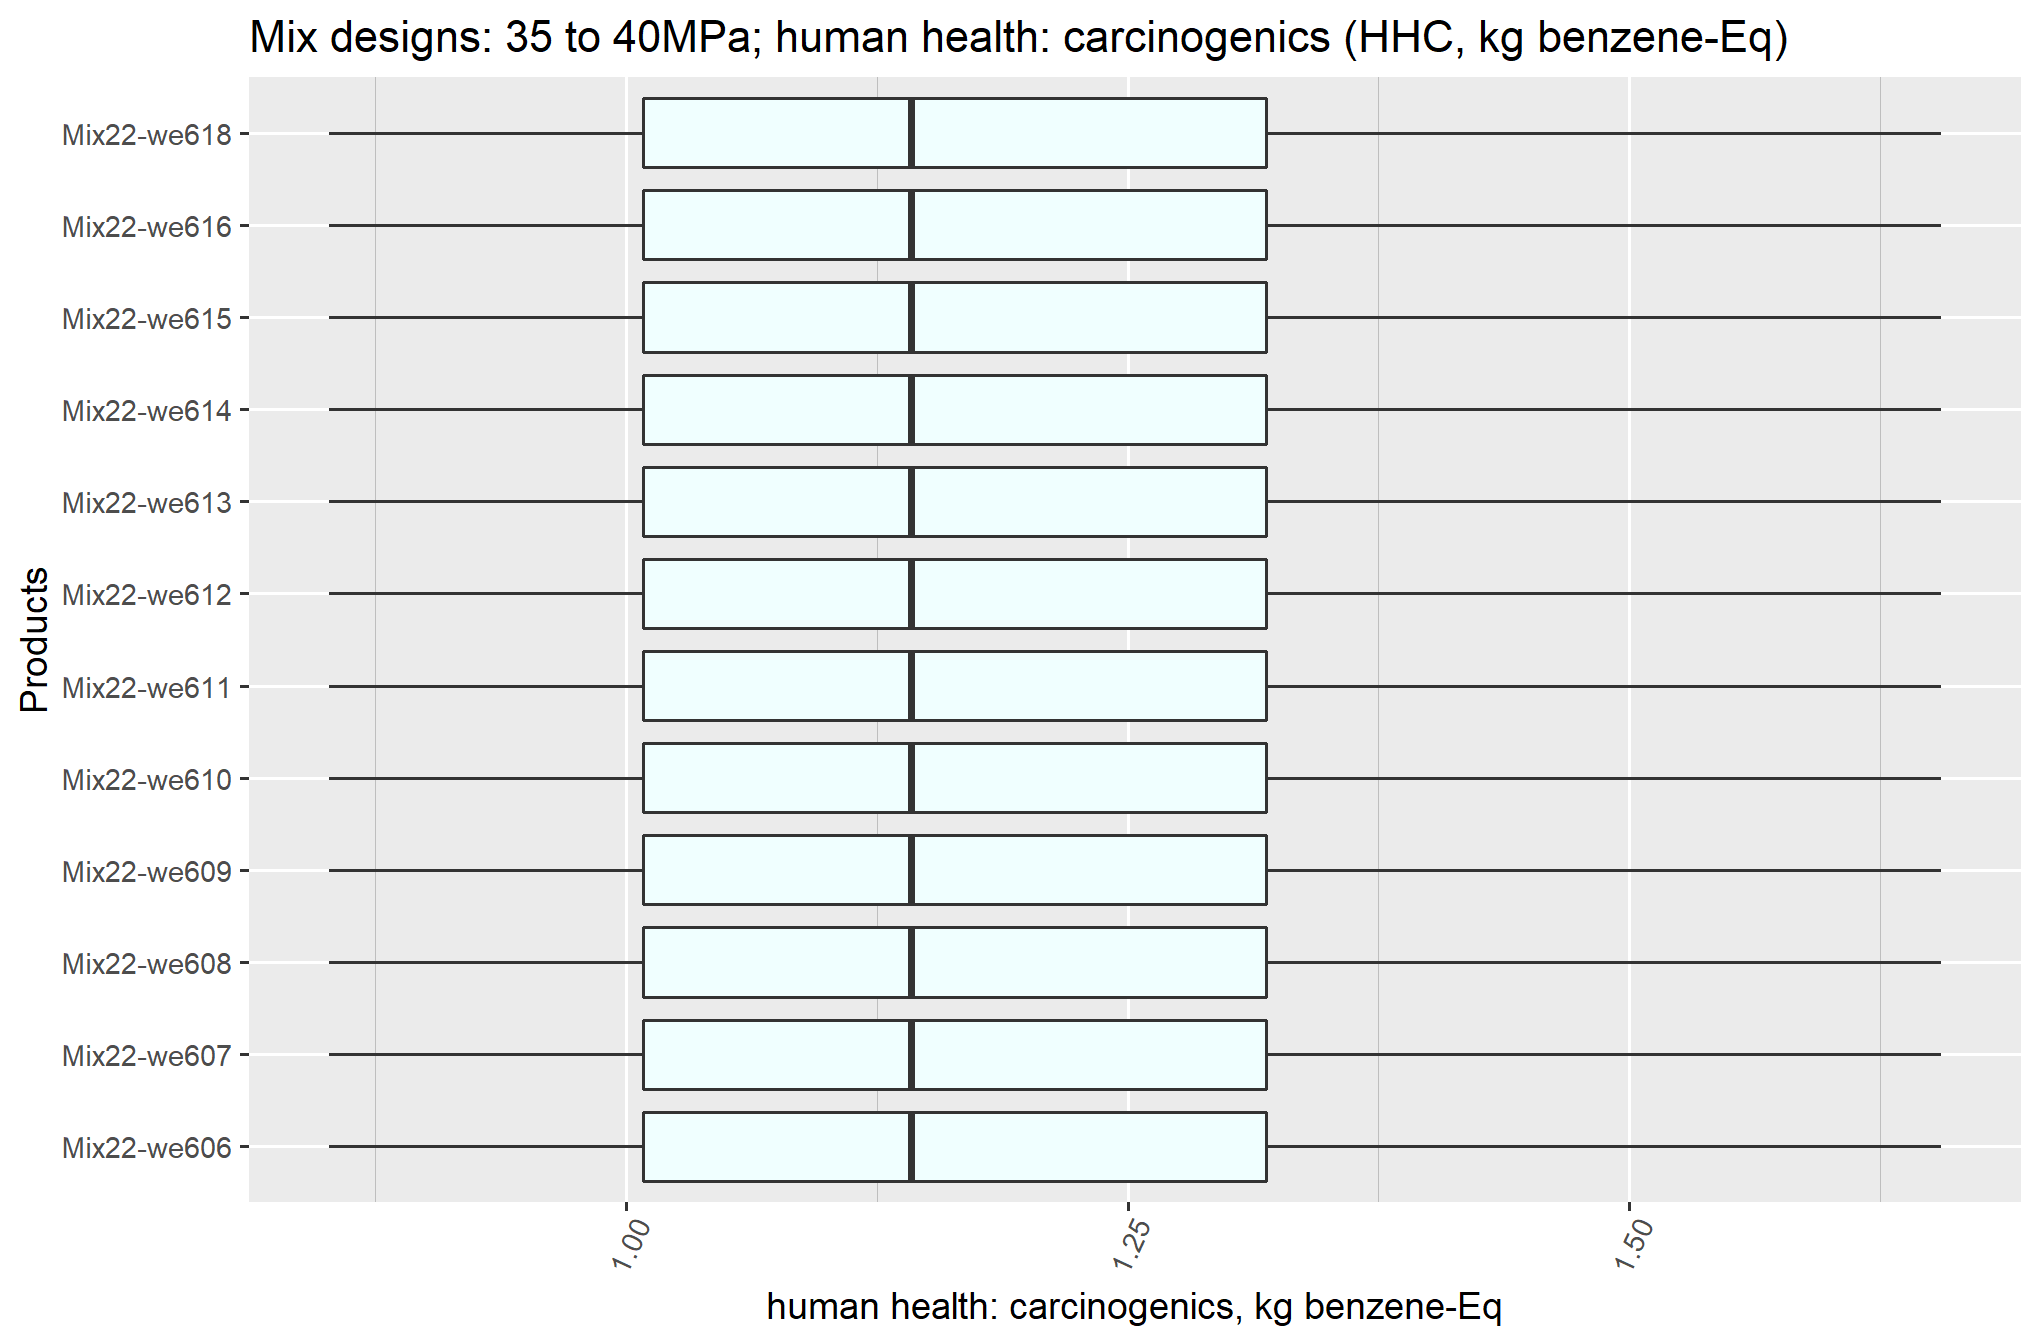 Mix designs: 35 to 40MPa; human health: carcinogenics (HHC, kg benzene-Eq)
Products
Mix22-we618
Mix22-we616
Mix22-we615
Mix22-we614
Mix22-we613
Mix22-we612
Mix22-we611
Mix22-we610
Mix22-we609
Mix22-we608
Mix22-we607
Mix22-we606
1.00
1.25
1.50
human health: carcinogenics, kg benzene-Eq